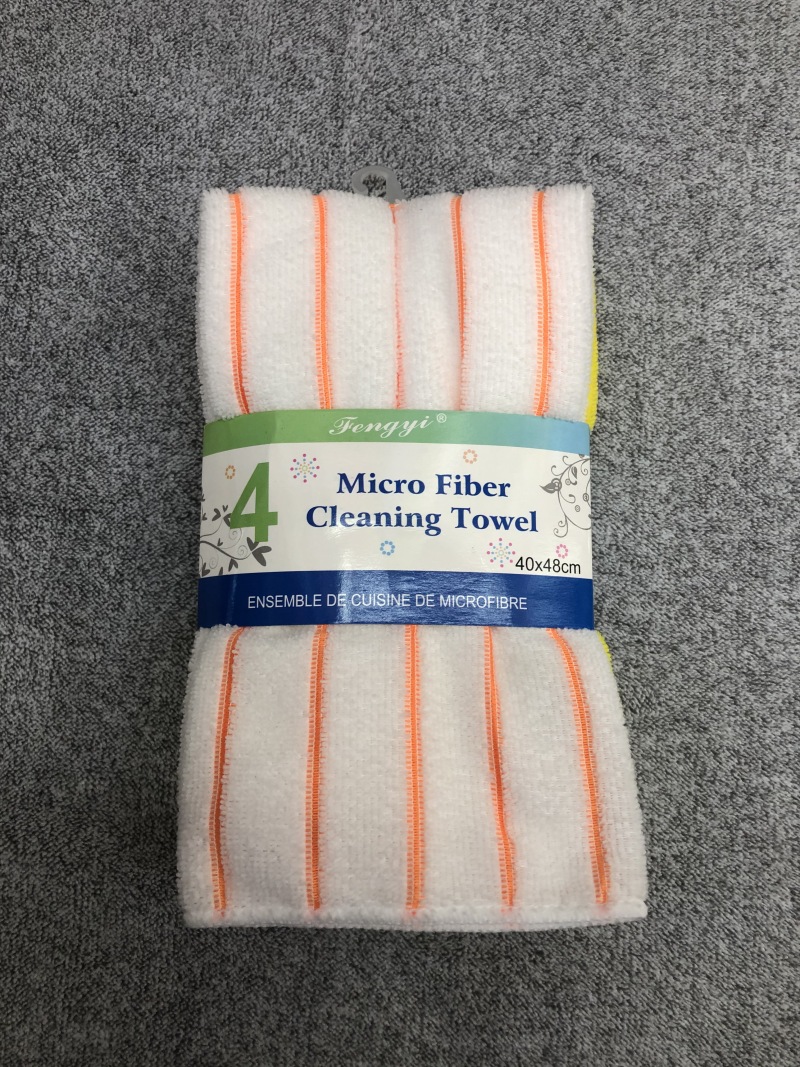 Fengyi®
4
Micro Fiber
Cleaning Towel
40x48cm
ENSEMBLE DE CUISINE DE MICROFIBRE